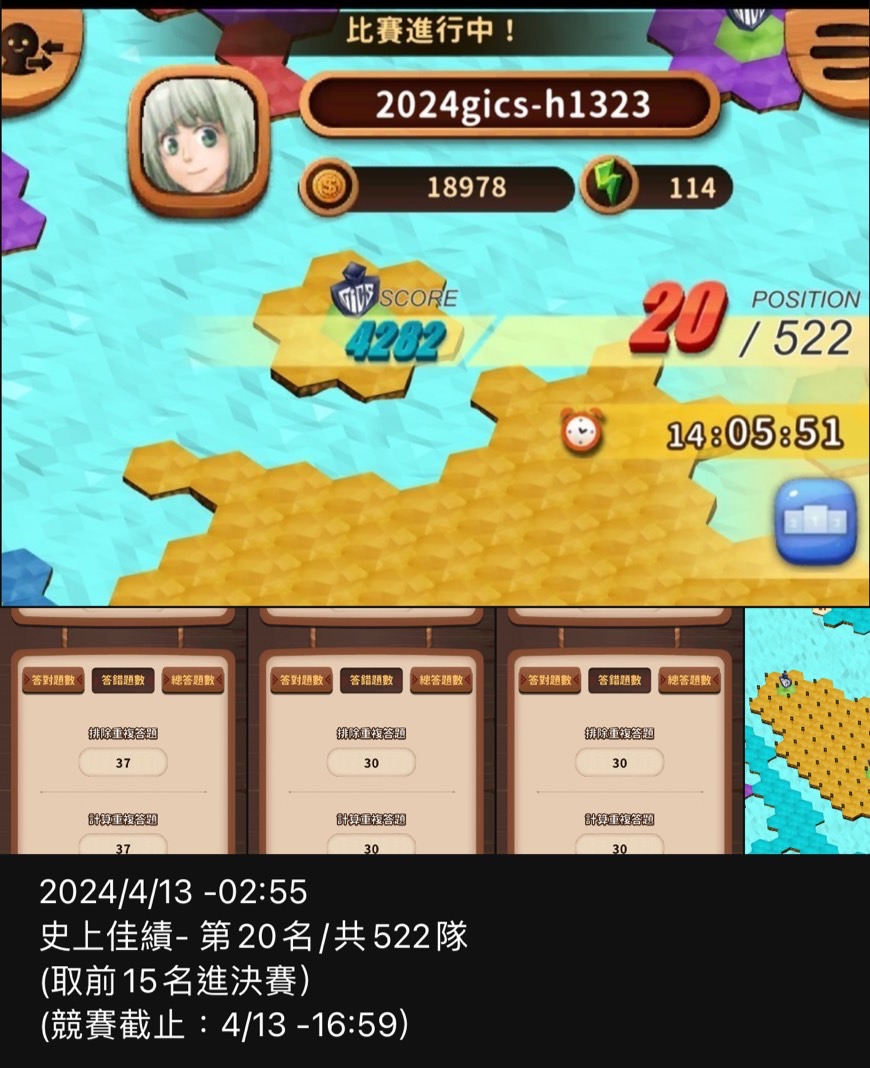 比賽進行中！
2024gics-h1323
18978
114
GICS
SCORE
4282
20
POSITION
/ 522
14:05:51
答對題數 答錯題數 總答題數
排除重複答題
37
計算重複答題
37
答對題數 答錯題數 總答題數
排除重複答題
30
計算重複答題
30
答對題數 答錯題數 總答題數
排除重複答題
30
計算重複答題
30
2024/4/13 -02:55
史上佳績- 第20名/共522隊
(取前15名進決賽)
(競賽截止：4/13 -16:59)